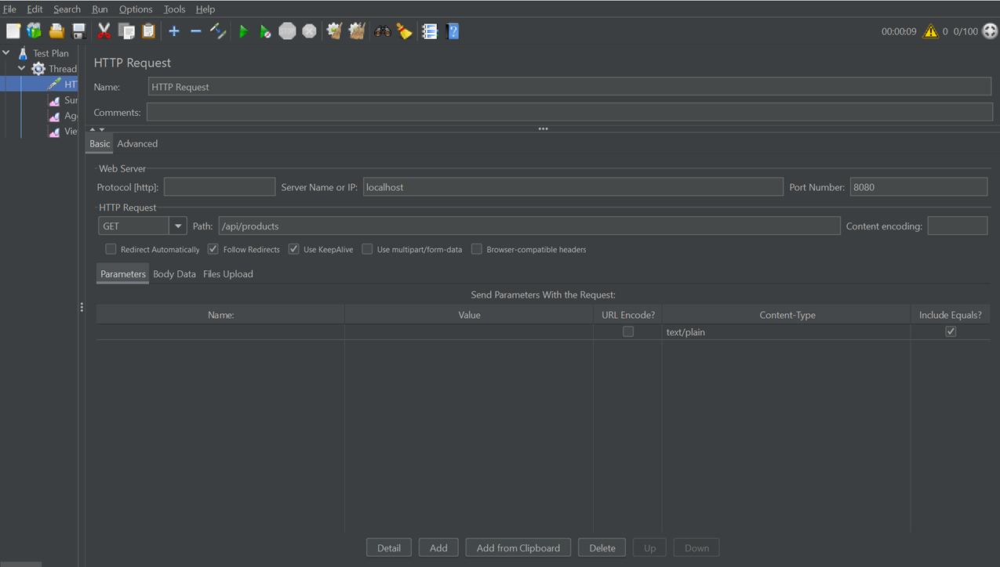 File Edit Search Run Options Tools Help
00:00:09 0 0/100
Test Plan
Thread
HT
Sur
Agg
Vie
HTTP Request
Name: HTTP Request
Comments:
Basic Advanced
Web Server
Protocol [http]: Server Name or IP: localhost Port Number: 8080
HTTP Request
GET Path: /api/products Content encoding:
Redirect Automatically Follow Redirects Use KeepAlive Use multipart/form-data Browser-compatible headers
Parameters Body Data Files Upload
Send Parameters With the Request:
Name: Value URL Encode? Content-Type Include Equals?
text/plain
Detail Add Add from Clipboard Delete Up Down